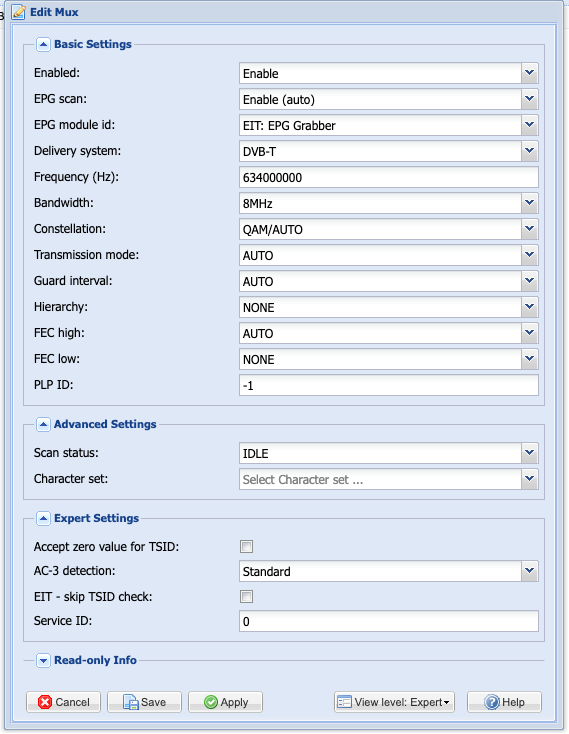 Edit Mux
Basic Settings
Enabled: Enable
EPG scan: Enable (auto)
EPG module id: EIT: EPG Grabber
Delivery system: DVB-T
Frequency (Hz): 634000000
Bandwidth: 8MHz
Constellation: QAM/AUTO
Transmission mode: AUTO
Guard interval: AUTO
Hierarchy: NONE
FEC high: AUTO
FEC low: NONE
PLP ID: -1
Advanced Settings
Scan status: IDLE
Character set: Select Character set ...
Expert Settings
Accept zero value for TSID:
AC-3 detection: Standard
EIT - skip TSID check:
Service ID: 0
Read-only Info
Cancel Save Apply View level: Expert Help